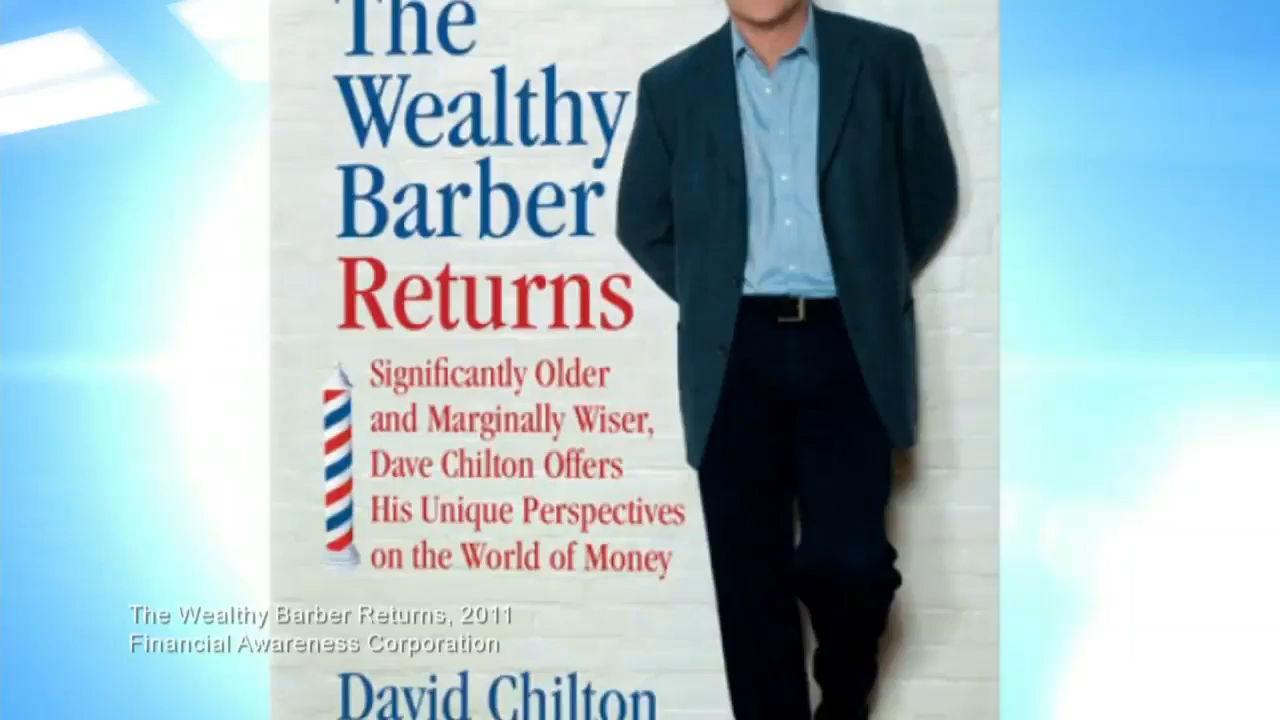 The
Wealthy
Barber
Returns
Significantly Older
and Marginally Wiser,
Dave Chilton Offers
His Unique Perspectives
on the World of Money
The Wealthy Barber Returns, 2011
Financial Awareness Corporation
David Chilton